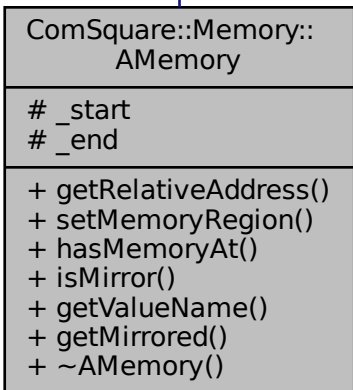 ComSquare::Memory::
AMemory
# _start
# _end
+ getRelativeAddress()
+ setMemoryRegion()
+ hasMemoryAt()
+ isMirror()
+ getValueName()
+ getMirrored()
+ ~AMemory()